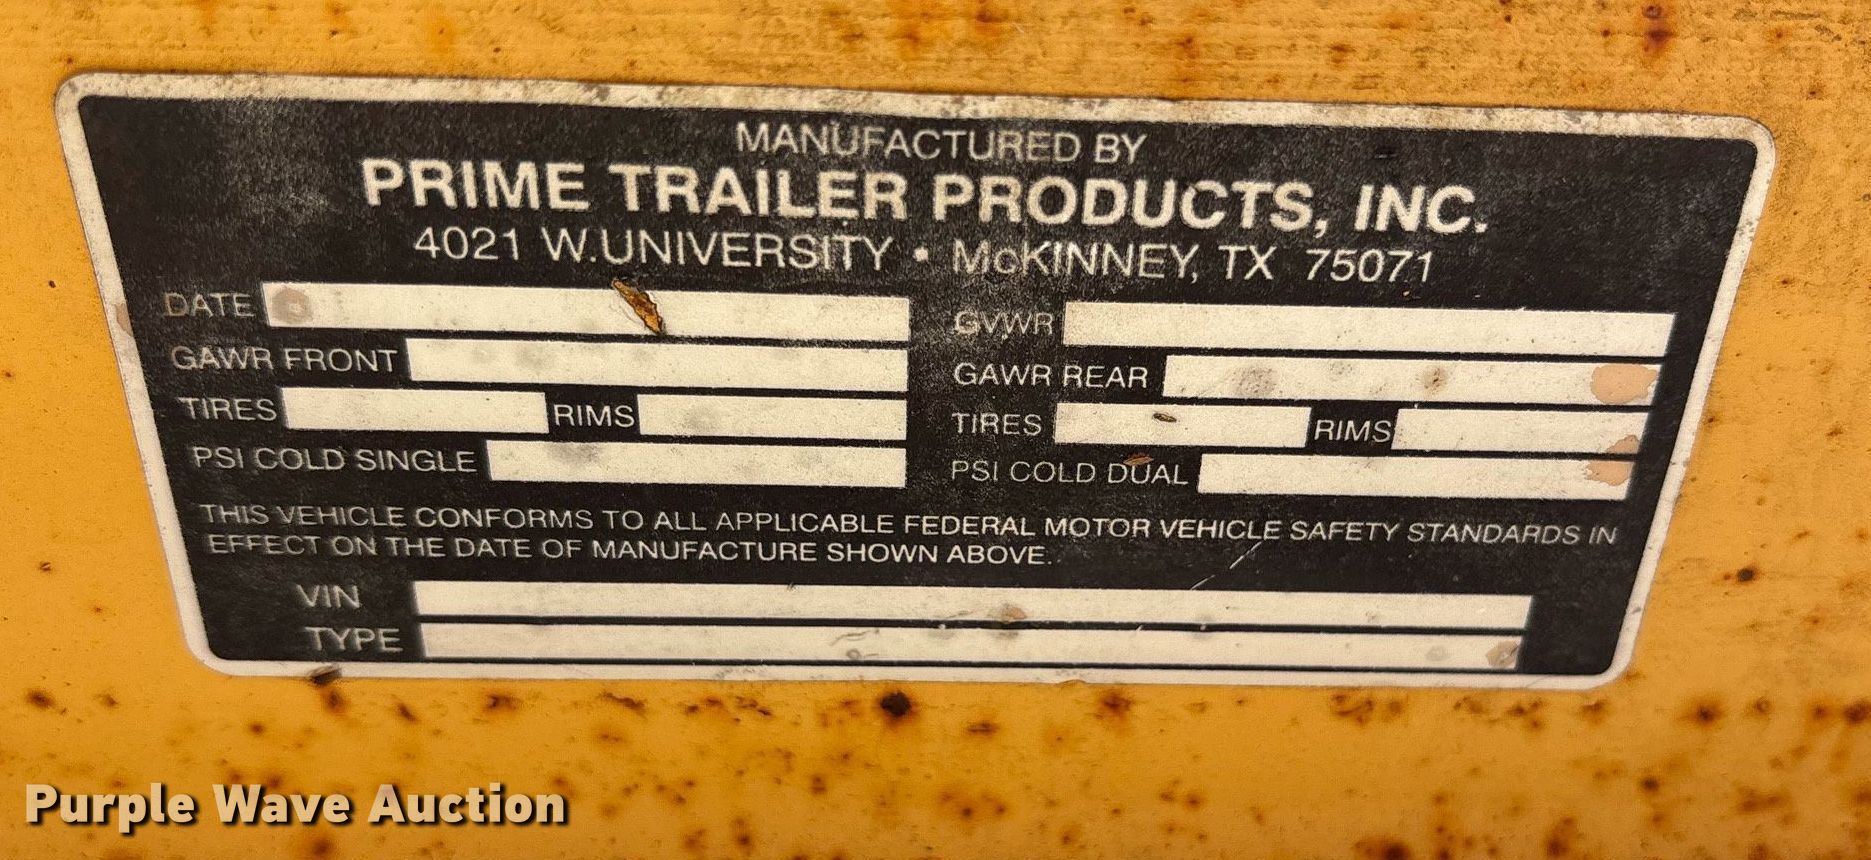 MANUFACTURED BY
PRIME TRAILER PRODUCTS, INC.
4021 W.UNIVERSITY • McKINNEY, TX 75071
DATE GVWR
GAWR FRONT GAWR REAR
TIRES RIMS TIRES RIMS
PSI COLD SINGLE PSI COLD DUAL
THIS VEHICLE CONFORMS TO ALL APPLICABLE FEDERAL MOTOR VEHICLE SAFETY STANDARDS IN
EFFECT ON THE DATE OF MANUFACTURE SHOWN ABOVE.
VIN
TYPE
Purple Wave Auction